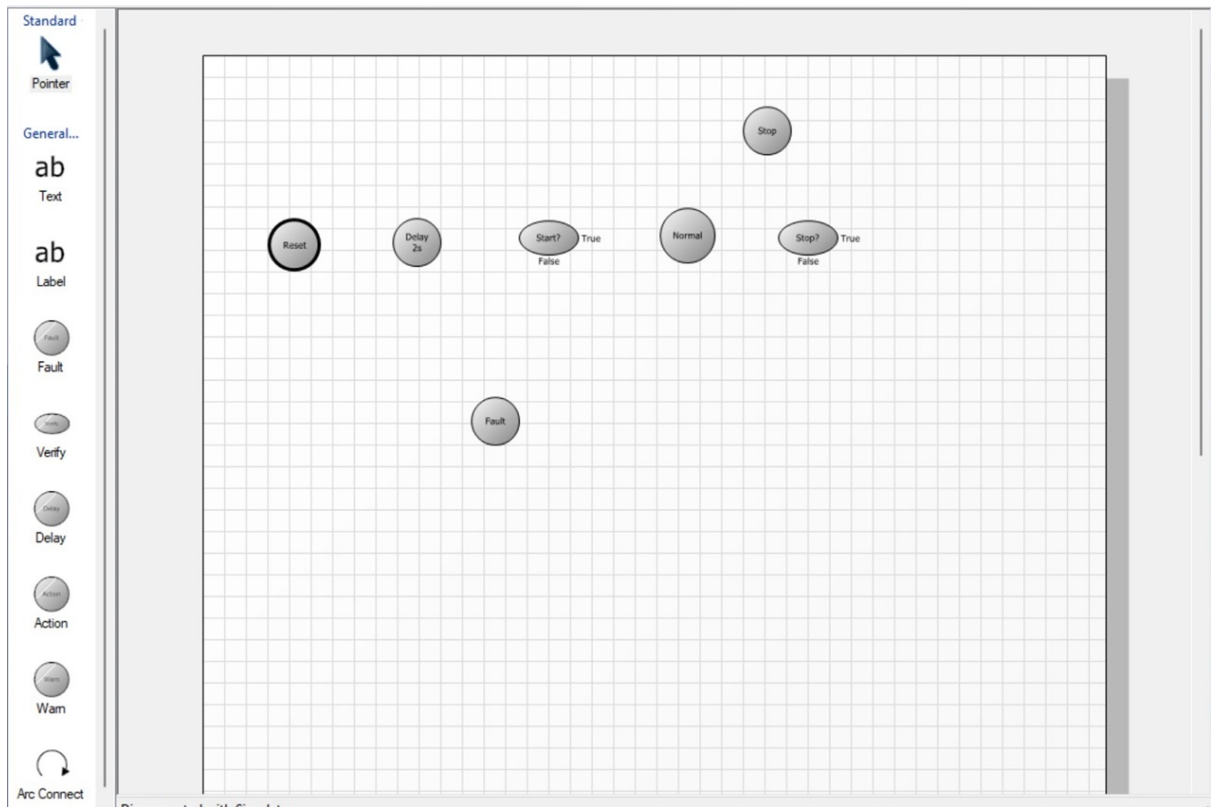 Standard
Pointer
General...
ab
Text
ab
Label
Fault
Fault
Verify
Verify
Delay
Delay
Action
Action
Warn
Warn
Arc Connect
Stop
Reset
Delay
2s
Start? True
False
Normal
Stop? True
False
Fault